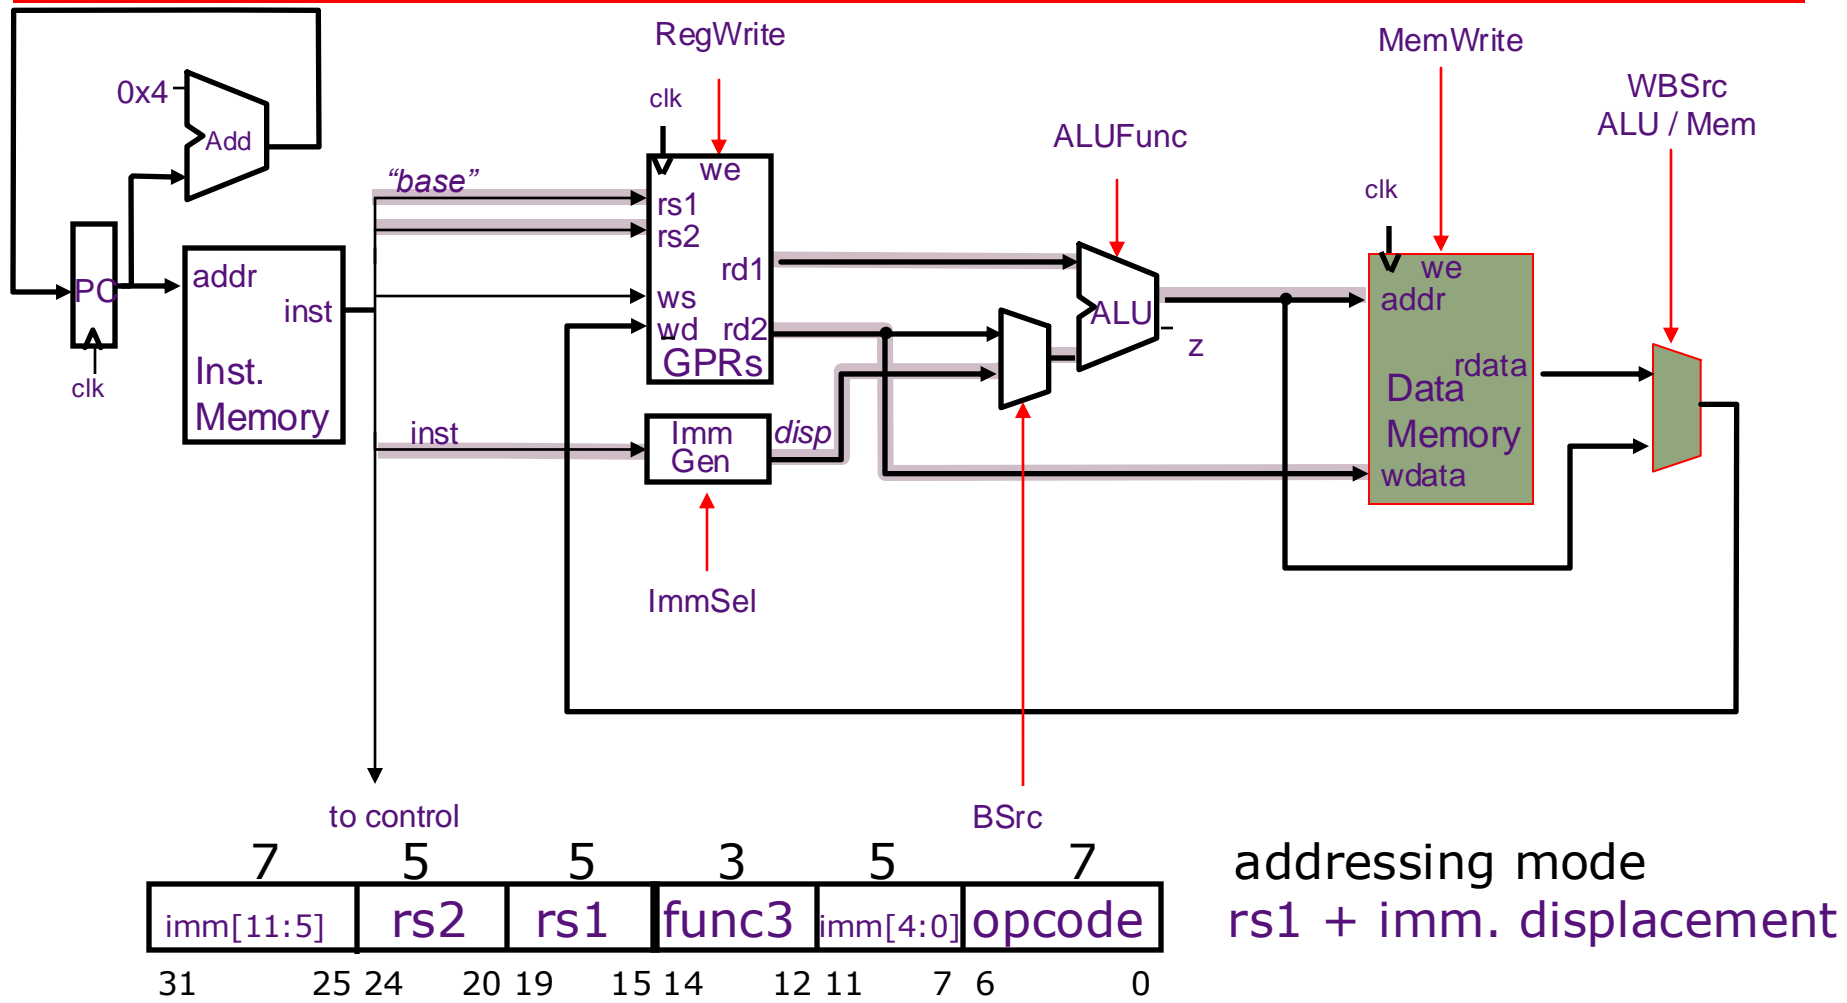 RegWrite
MemWrite
WBSrc
ALU / Mem
0x4
Add
clk
ALUFunc
clk
"base"
we
rs1
rs2
rd1
ws
wd
rd2
GPRs
PC
clk
addr
inst
Inst.
Memory
inst
Imm
Gen
disp
ImmSel
ALU
z
we
addr
rdata
Data
Memory
wdata
to control
BSrc
7 5 5 3 5 7
imm[11:5] rs2 rs1 func3 imm[4:0] opcode
31 25 24 20 19 15 14 12 11 7 6 0
addressing mode
rs1 + imm. displacement